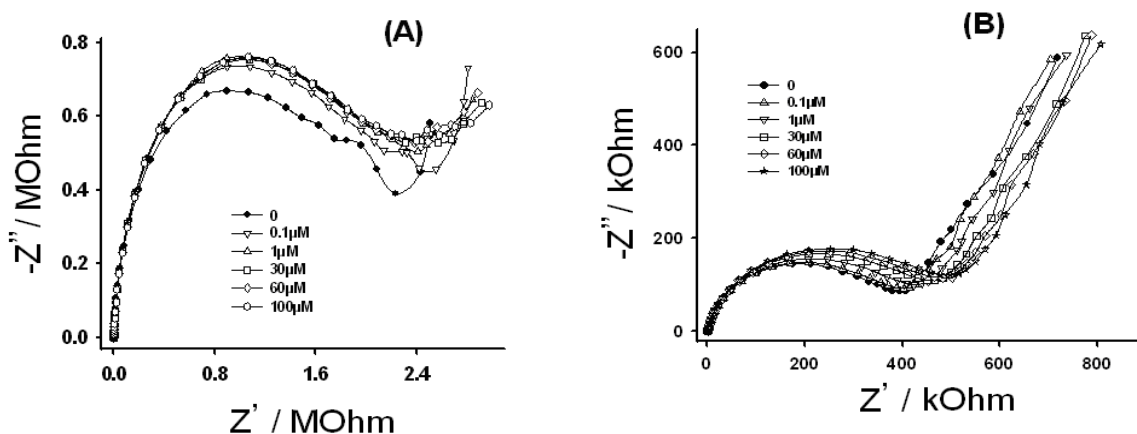 (A)
0.8
0.6
0.4
0.2
0.0
-Z'' / MOhm
0
0.1µM
1µM
30µM
60µM
100µM
0.0 0.8 1.6 2.4
Z' / MOhm
(B)
600
400
200
0
-Z'' / kOhm
0
0.1µM
1µM
30µM
60µM
100µM
0 200 400 600 800
Z' / kOhm